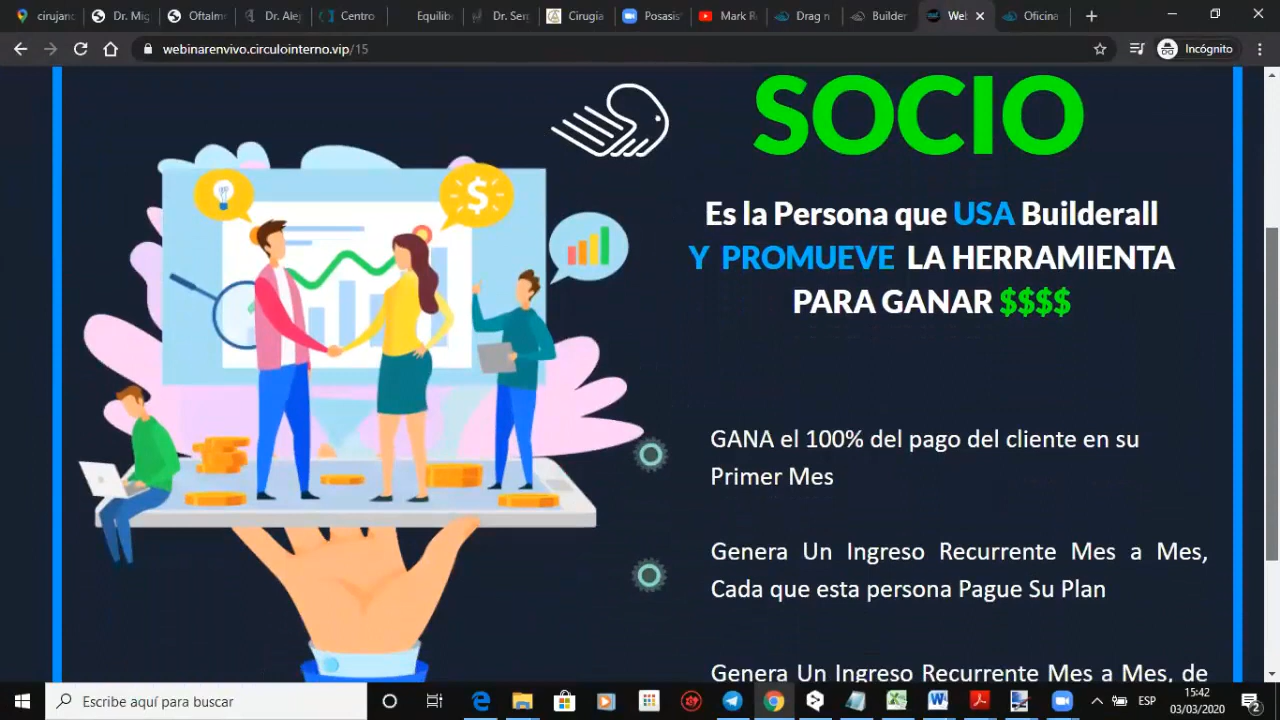 cirujan
Dr. Mig
Oftalm
Dr. Alej
Centro
Equilib
Dr. Ser
Cirugia
Posasis
Mark R
Drag n
Builder
Web
Oficina
webinarenvivo.circulointerno.vip/15
Incógnito
SOCIO
Es la Persona que USA Builderall
Y PROMUEVE LA HERRAMIENTA
PARA GANAR $$$$
GANA el 100% del pago del cliente en su
Primer Mes
Genera Un Ingreso Recurrente Mes a Mes,
Cada que esta persona Pague Su Plan
Genera Un Ingreso Recurrente Mes a Mes, de
Escribe aquí para buscar
ESP
15:42
03/03/2020
2